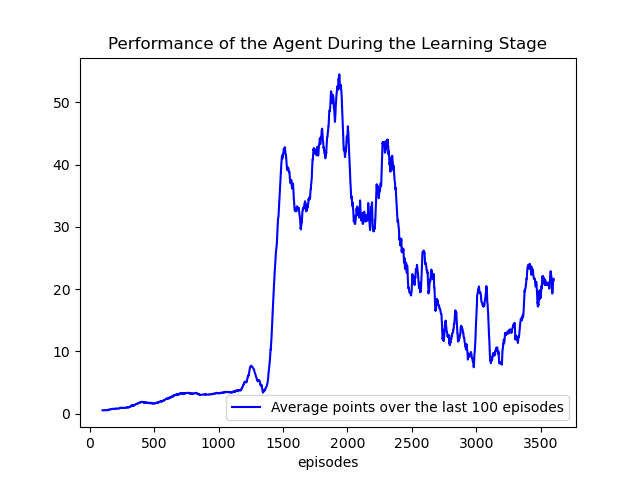 Performance of the Agent During the Learning Stage
50
40
30
20
10
0
Average points over the last 100 episodes
0 500 1000 1500 2000 2500 3000 3500
episodes